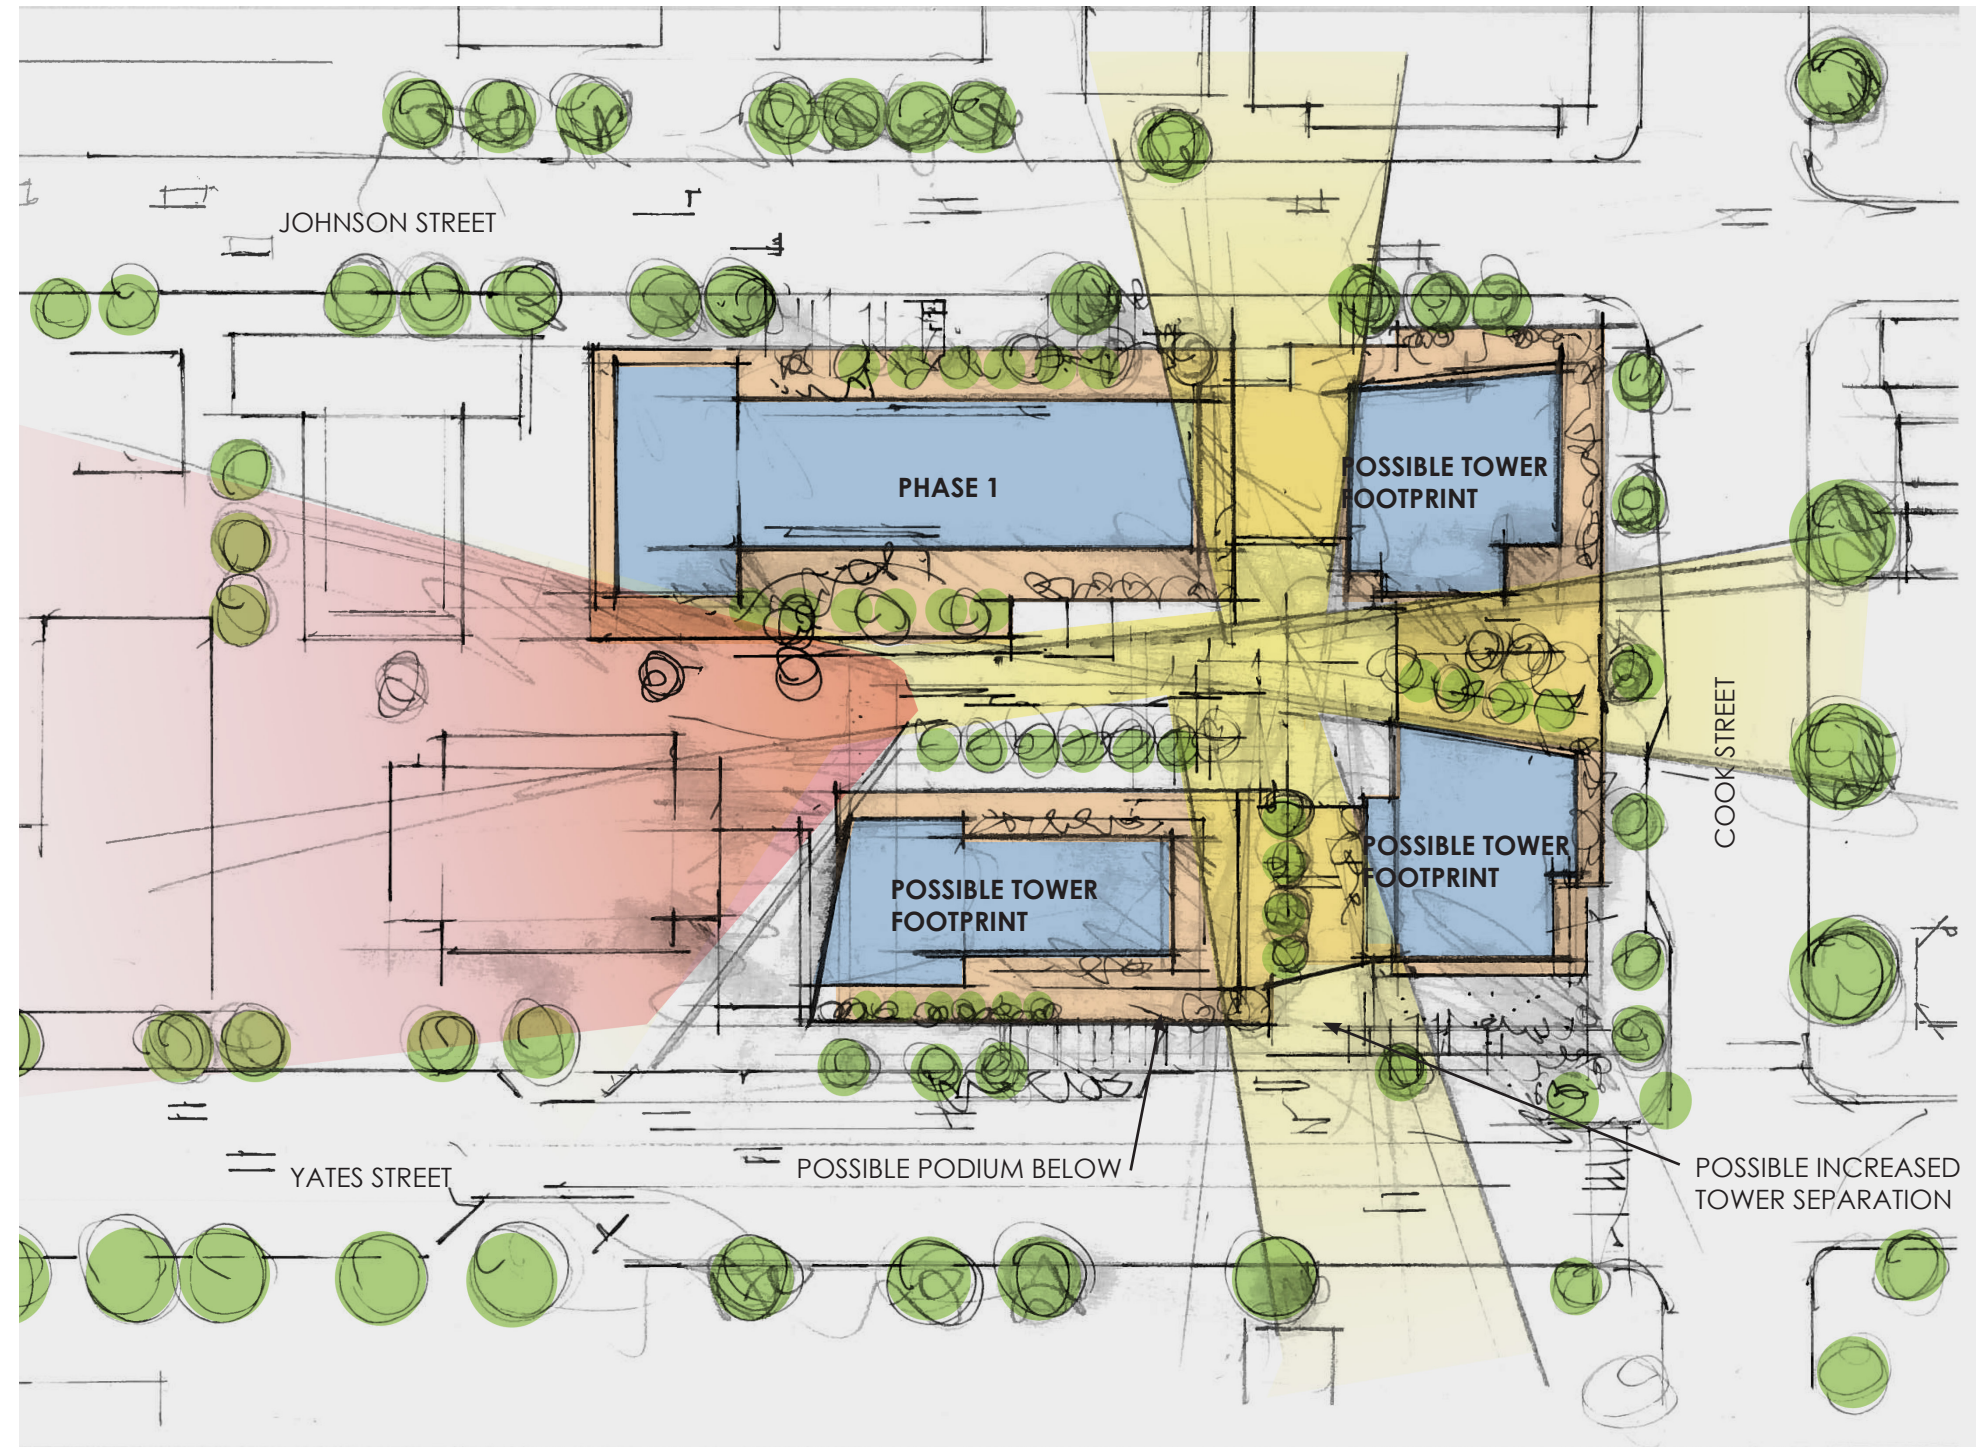 JOHNSON STREET
PHASE 1
POSSIBLE TOWER
FOOTPRINT
COOK STREET
POSSIBLE TOWER
FOOTPRINT
POSSIBLE TOWER
FOOTPRINT
YATES STREET
POSSIBLE PODIUM BELOW
POSSIBLE INCREASED
TOWER SEPARATION